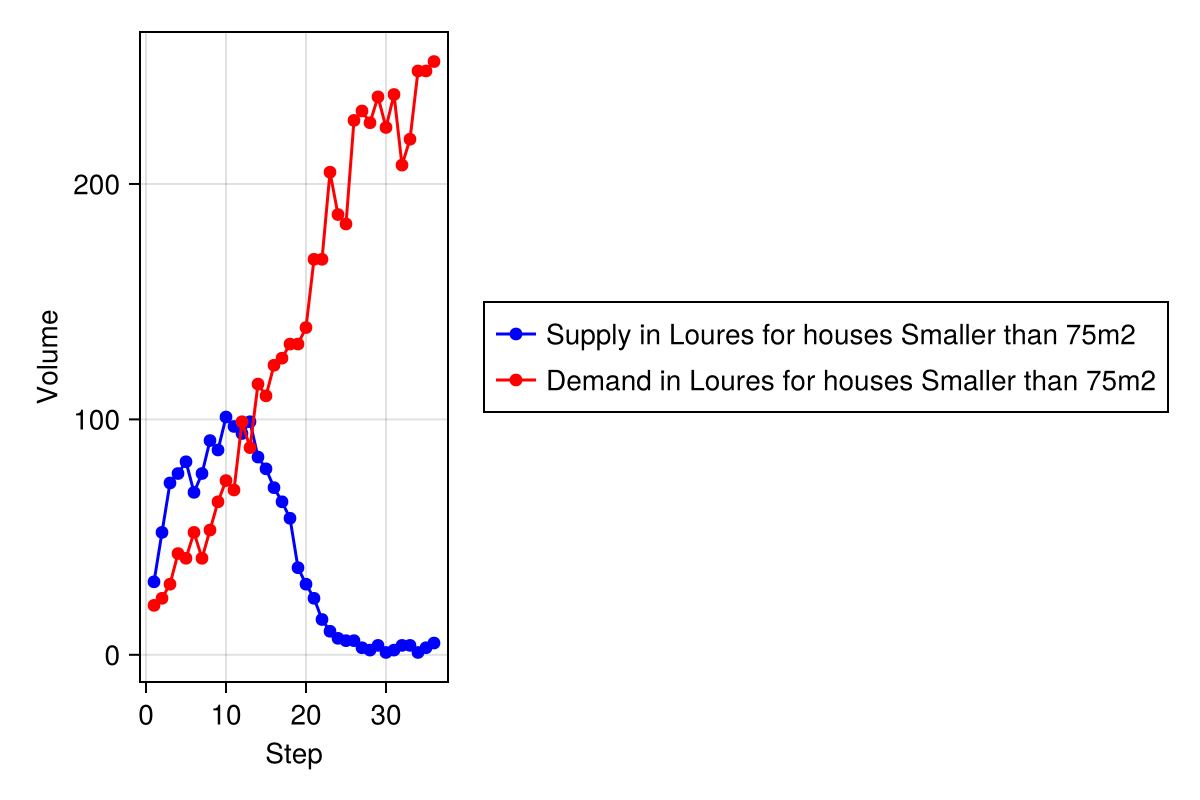 200
100
0
Volume
0 10 20 30
Step
Supply in Loures for houses Smaller than 75m2
Demand in Loures for houses Smaller than 75m2